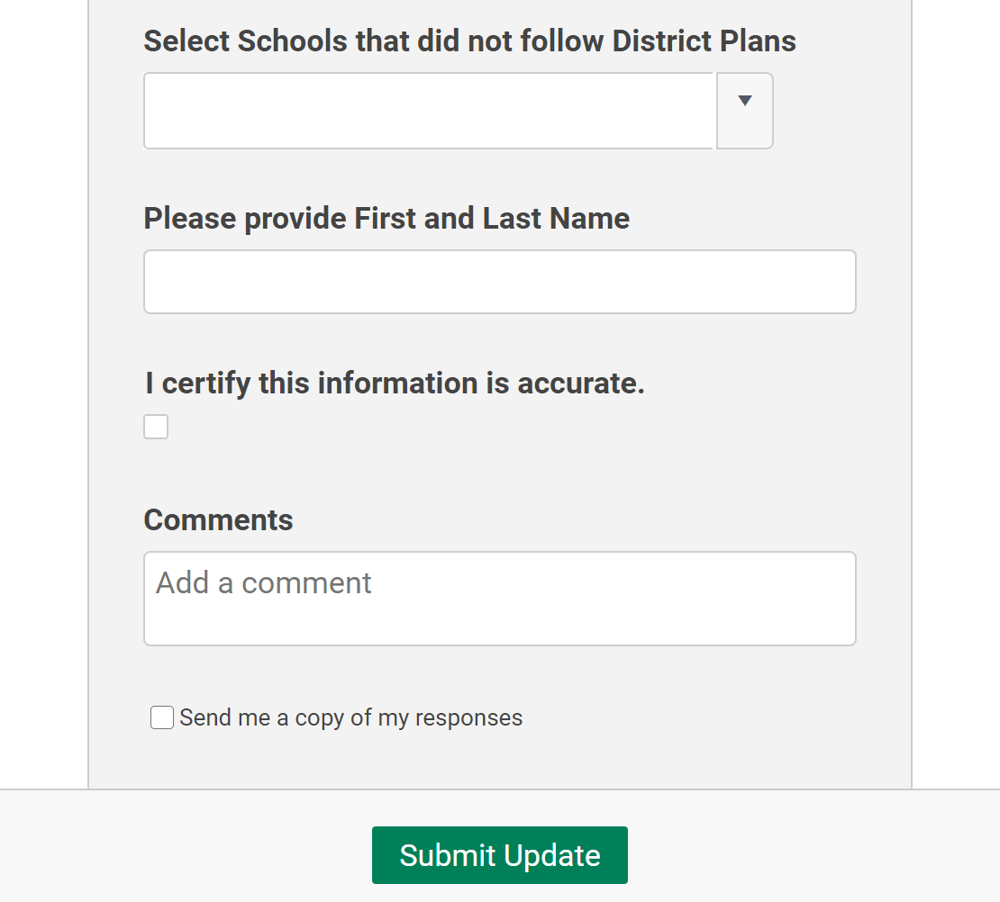 Select Schools that did not follow District Plans
Please provide First and Last Name
I certify this information is accurate.
Comments
Add a comment
Send me a copy of my responses
Submit Update